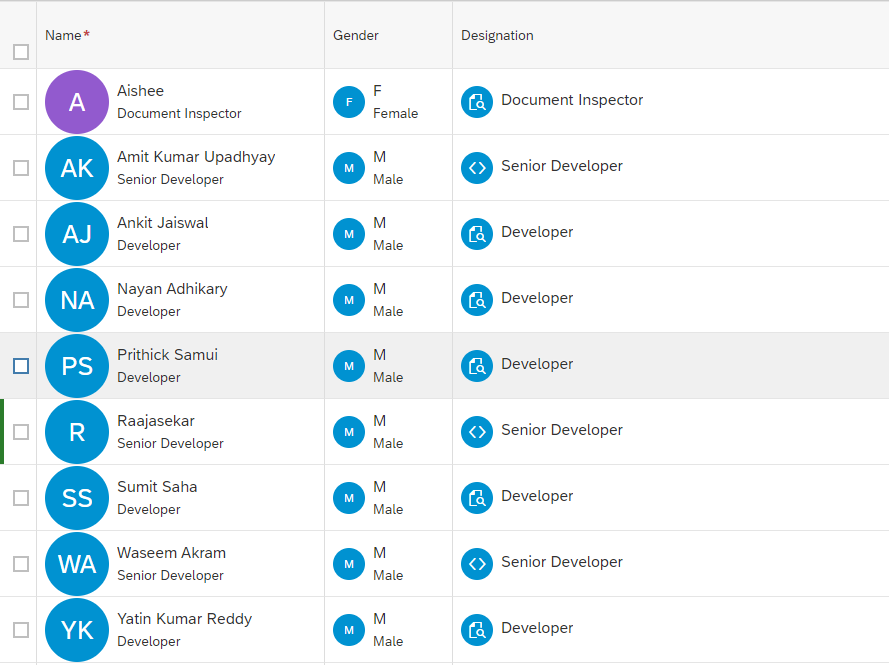 Name* Gender Designation
A Aishee F F Document Inspector
Document Inspector Female
AK Amit Kumar Upadhyay M M Senior Developer
Senior Developer Male
AJ Ankit Jaiswal M M Developer
Developer Male
NA Nayan Adhikary M M Developer
Developer Male
PS Prithick Samui M M Developer
Developer Male
R Raajasekar M M Senior Developer
Senior Developer Male
SS Sumit Saha M M Developer
Developer Male
WA Waseem Akram M M Senior Developer
Senior Developer Male
YK Yatin Kumar Reddy M M Developer
Developer Male